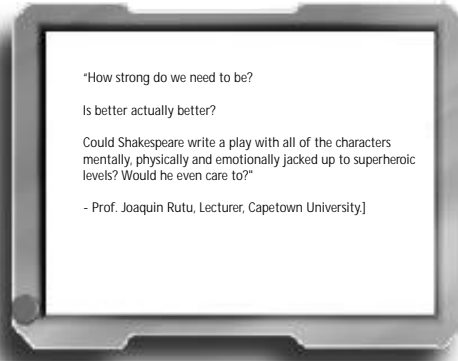 “How strong do we need to be?
Is better actually better?
Could Shakespeare write a play with all of the characters
mentally, physically and emotionally jacked up to superheroic
levels? Would he even care to?"
- Prof. Joaquin Rutu, Lecturer, Capetown University.]